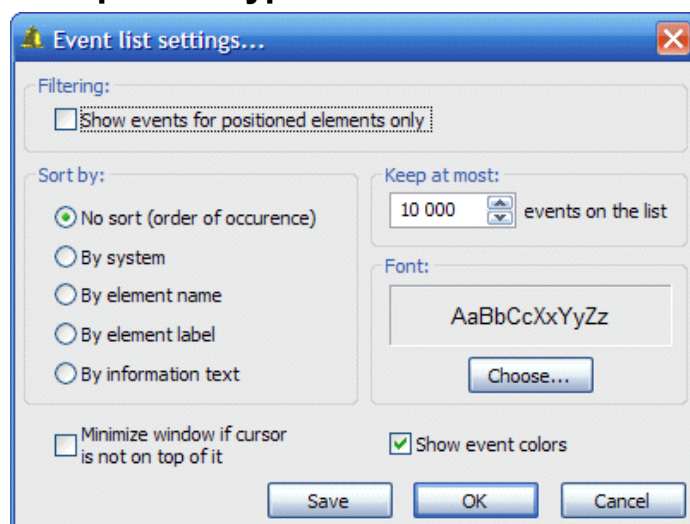 Event list settings...
Filtering:
Show events for positioned elements only
Sort by:
No sort (order of occurence)
By system
By element name
By element label
By information text
Keep at most:
10 000 events on the list
Font:
AaBbCcXxYyZz
Choose...
Minimize window if cursor
is not on top of it
Show event colors
Save OK Cancel